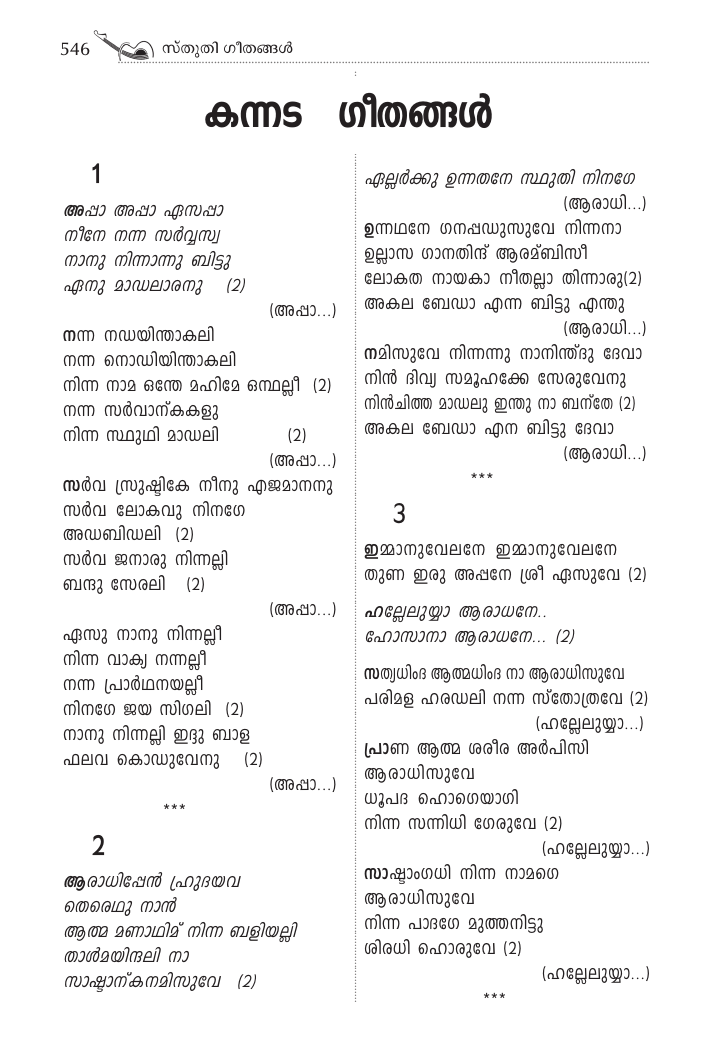 546 സ്തുതി ഗീതങ്ങൾ
കന്നട ഗീതങ്ങൾ
1
അപ്പാ അപ്പാ ഏസപ്പാ
നീനേ നന്ന സർവ്വസ്വ
നാനു നിന്നാന്നു ബിട്ടു
ഏനു മാഡലാരനു (2)
(അപ്പാ...)
നന്ന നഡയിന്താകലി
നന്ന നൊഡിയിന്താകലി
നിന്ന നാമ ഒന്തേ മഹിമേ ഒന്ഥല്ലീ (2)
നന്ന സർവാന്കകളു
നിന്ന സ്ഥുഥി മാഡലി (2)
(അപ്പാ...)
സർവ സ്രുഷ്ടികേ നീനു എജമാനനു
സർവ ലോകവു നിനഗേ
അഡബിഡലി (2)
സർവ ജനാരു നിന്നല്ലി
ബന്ദു സേരലി (2)
(അപ്പാ...)
ഏസു നാനു നിന്നല്ലീ
നിന്ന വാക്യ നന്നല്ലീ
നന്ന പ്രാർഥനയല്ലീ
നിനഗേ ജയ സിഗലി (2)
നാനു നിന്നല്ലി ഇദ്ദു ബാള
ഫലവ കൊഡുവേനു (2)
(അപ്പാ...)
***
2
ആരാധിപ്പേൻ ഹ്രുദയവ
തെരെഥു നാൻ
ആത്മ മണാഥിമ് നിന്ന ബളിയല്ലി
താൾമയിന്ദലി നാ
സാഷ്ടാന്കനമിസുവേ (2)
ഏല്ലർക്കു ഉന്നതനേ സ്ഥുതി നിനഗേ
(ആരാധി...)
ഉന്നഥനേ ഗനപ്പഡുസുവേ നിന്നനാ
ഉല്ലാസ ഗാനതിന്ദ് ആരമ്ബിസീ
ലോകത നായകാ നീതല്ലാ തിന്നാരു(2)
അകല ബേഡാ എന്ന ബിട്ടു എന്തു
(ആരാധി...)
നമിസുവേ നിന്നന്നു നാനിന്ത്ദു ദേവാ
നിൻ ദിവ്യ സമൂഹക്കേ സേരുവേനു
നിൻചിത്ത മാഡലു ഇന്തു നാ ബന്തേ (2)
അകല ബേഡാ എന ബിട്ടു ദേവാ
(ആരാധി...)
***
3
ഇമ്മാനുവേലനേ ഇമ്മാനുവേലനേ
തുണ ഇരു അപ്പനേ ശ്രീ ഏസുവേ (2)
ഹല്ലേലുയ്യാ ആരാധനേ..
ഹോസാനാ ആരാധനേ... (2)
സത്യധിംദ ആത്മധിംദ നാ ആരാധിസുവേ
പരിമള ഹരഡലി നന്ന സ്തോത്രവേ (2)
(ഹല്ലേലുയ്യാ...)
പ്രാണ ആത്മ ശരീര അർപിസി
ആരാധിസുവേ
ധൂപദ ഹൊഗെയാഗി
നിന്ന സന്നിധി ഗേരുവേ (2)
(ഹല്ലേലുയ്യാ...)
സാഷ്ടാംഗധി നിന്ന നാമഗെ
ആരാധിസുവേ
നിന്ന പാദഗേ മുത്തനിട്ടു
ശിരധി ഹൊരുവേ (2)
(ഹല്ലേലുയ്യാ...)
***